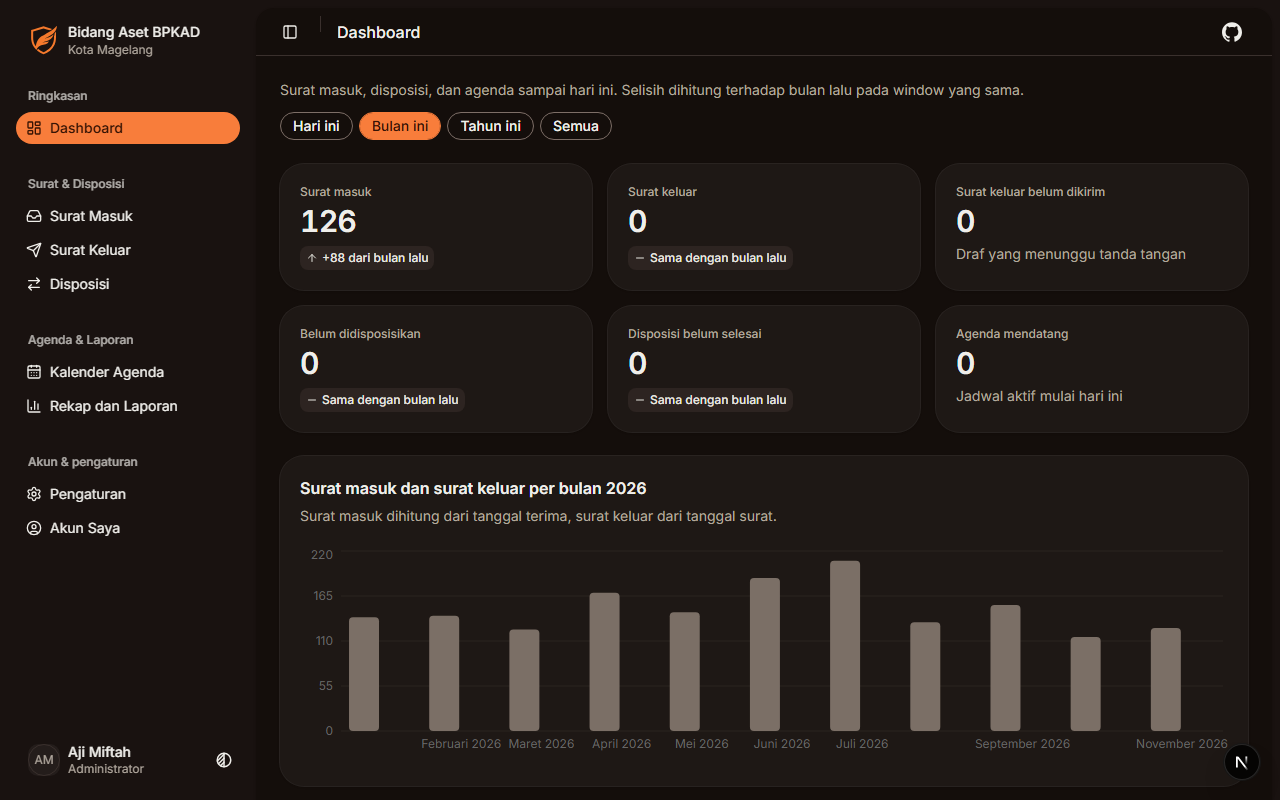 Bidang Aset BPKAD
Kota Magelang
Ringkasan
Dashboard
Surat & Disposisi
Surat Masuk
Surat Keluar
Disposisi
Agenda & Laporan
Kalender Agenda
Rekap dan Laporan
Akun & pengaturan
Pengaturan
Akun Saya
AM
Aji Miftah
Administrator
Dashboard
Surat masuk, disposisi, dan agenda sampai hari ini. Selisih dihitung terhadap bulan lalu pada window yang sama.
Hari ini Bulan ini Tahun ini Semua
Surat masuk
126
+88 dari bulan lalu
Surat keluar
0
Sama dengan bulan lalu
Surat keluar belum dikirim
0
Draf yang menunggu tanda tangan
Belum didisposisikan
0
Sama dengan bulan lalu
Disposisi belum selesai
0
Sama dengan bulan lalu
Agenda mendatang
0
Jadwal aktif mulai hari ini
Surat masuk dan surat keluar per bulan 2026
Surat masuk dihitung dari tanggal terima, surat keluar dari tanggal surat.
220
165
110
55
0
Februari 2026 Maret 2026 April 2026 Mei 2026 Juni 2026 Juli 2026 September 2026 November 2026
N